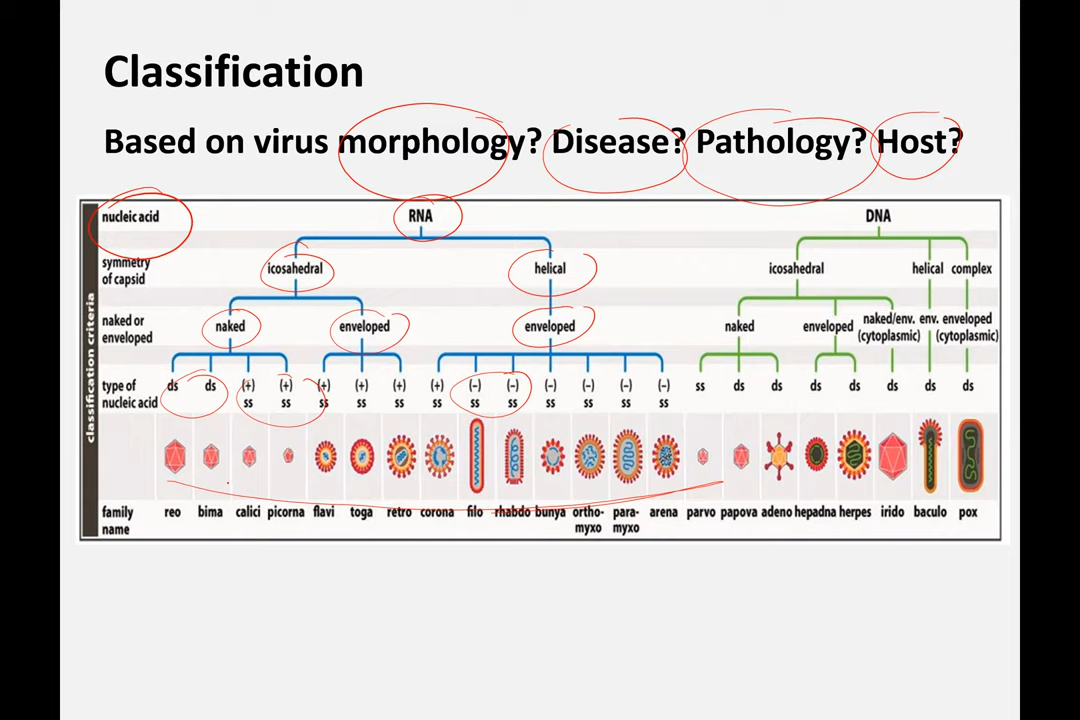 Classification
Based on virus morphology? Disease? Pathology? Host?
classification criteria
nucleic acid RNA DNA
symmetry
of capsid
icosahedral helical icosahedral helical complex
naked or
enveloped
naked enveloped enveloped naked enveloped naked/env. (cytoplasmic) env. enveloped (cytoplasmic)
type of
nucleic acid
ds ds (+) ss (+) ss (+) ss (+) ss (+) ss (+) ss (–) ss (–) ss (–) ss (–) ss (–) ss (–) ss ss ds ds ds ds ds ds ds
family
name
reo bima calici picorna flavi toga retro corona filo rhabdo bunya ortho-myxo para-myxo arena parvo papova adeno hepadna herpes irido baculo pox